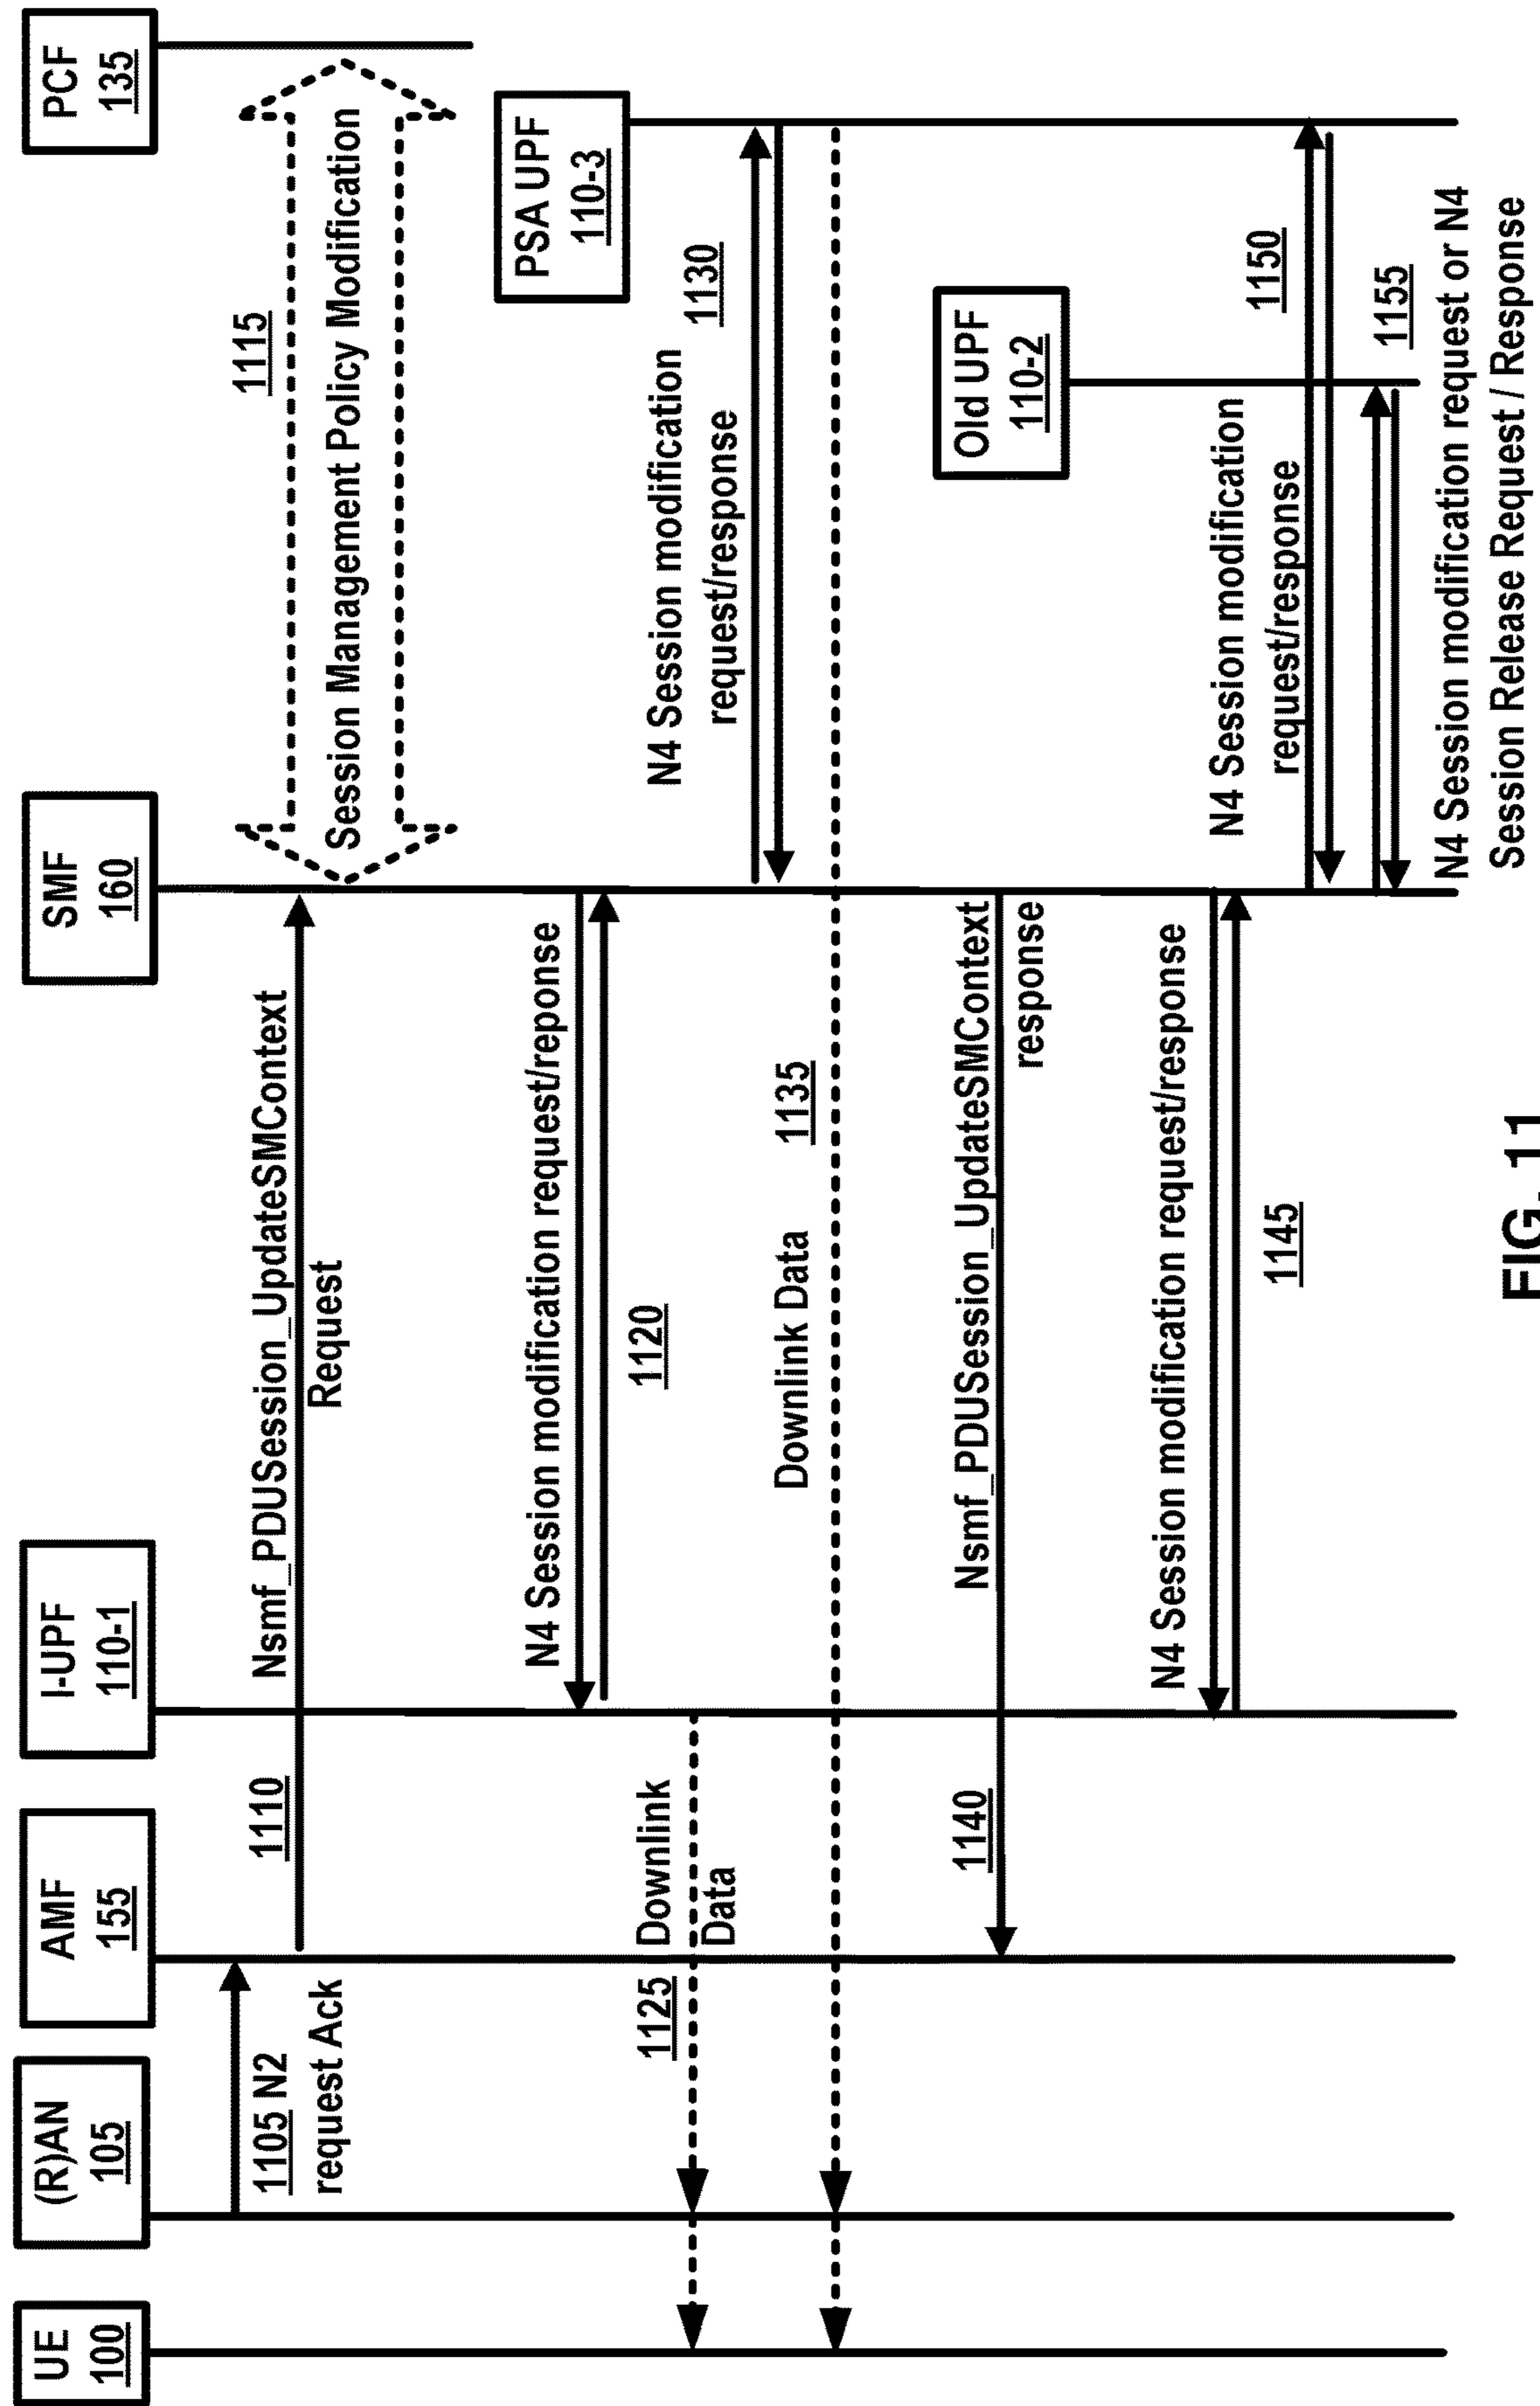 UE
100
(R)AN
105
AMF
155
I-UPF
110-1
SMF
160
PCF
135
1105 N2
request Ack
1110
Nsmf_PDUSession_UpdateSMContext
Request
1115
Session Management Policy Modification
PSA UPF
110-3
N4 Session modification request/reponse
1120
1125
Downlink
Data
N4 Session modification
request/response
1130
Downlink Data
1135
Old UPF
110-2
1140
Nsmf_PDUSession_UpdateSMContext
response
N4 Session modification request/response
1145
N4 Session modification
request/response
1150
1155
N4 Session modification request or N4
Session Release Request / Response
FIG. 11